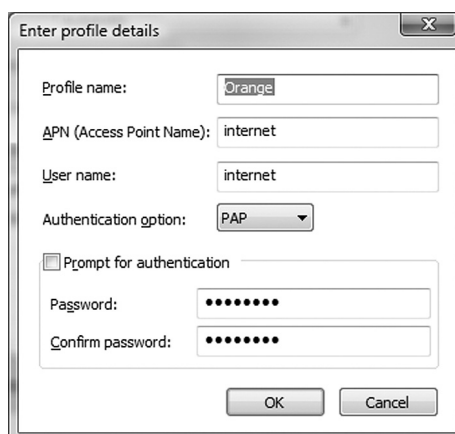 Enter profile details
Profile name: Orange
APN (Access Point Name): internet
User name: internet
Authentication option: PAP
Prompt for authentication
Password: ••••••••
Confirm password: ••••••••
OK Cancel